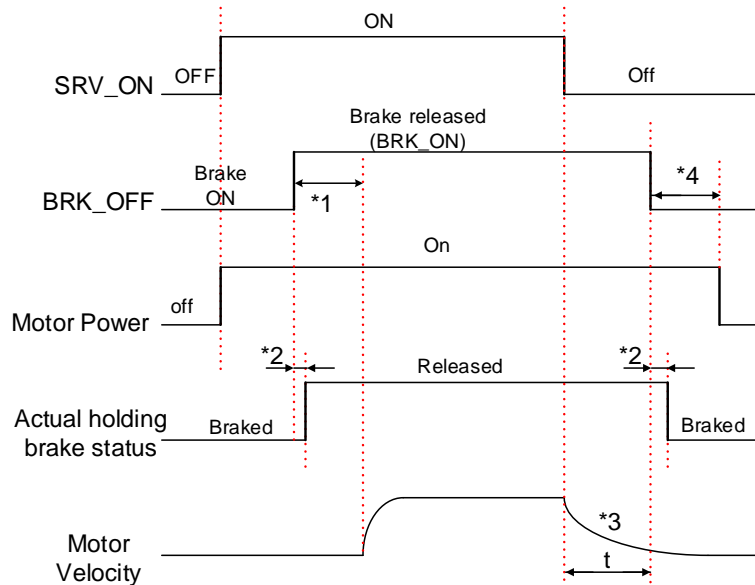 ON
OFF
SRV_ON
Off
Brake released
(BRK_ON)
Brake
ON
BRK_OFF
*1
*4
On
off
Motor Power
*2
Released
*2
Actual holding
brake status
Braked
Braked
*3
Motor
Velocity
t